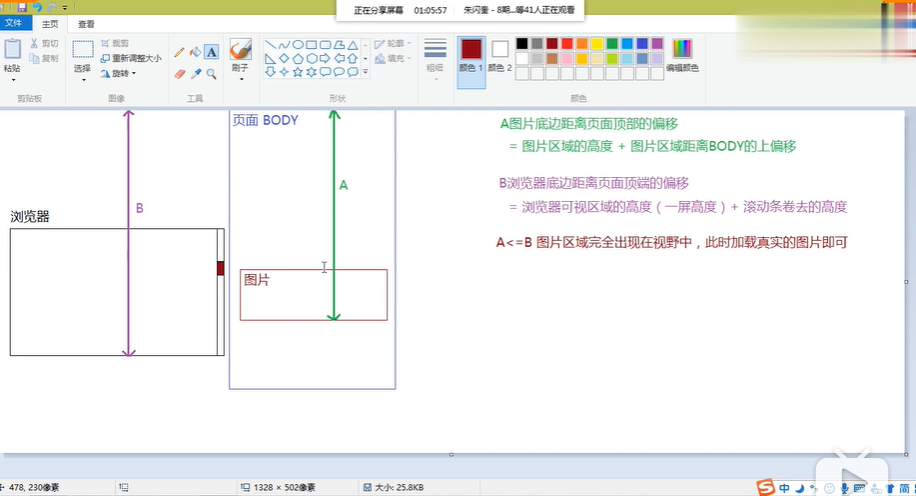 正在分享屏幕 01:05:57 朱闪奎 - 8期...等41人正在观看
文件 主页 查看
粘贴
剪切
复制
剪贴板
选择
裁剪
重新调整大小
旋转
图像
A
工具
刷子
形状
轮廓
填充
粗细
颜色 1
颜色 2
编辑颜色
颜色
页面 BODY
A
B
浏览器
图片
A图片底边距离页面顶部的偏移
= 图片区域的高度 + 图片区域距离BODY的上偏移
B浏览器底边距离页面顶端的偏移
= 浏览器可视区域的高度（一屏高度）+ 滚动条卷去的高度
A<=B 图片区域完全出现在视野中，此时加载真实的图片即可
478, 230像素
1328 × 502像素
大小: 25.8KB
S 中 简